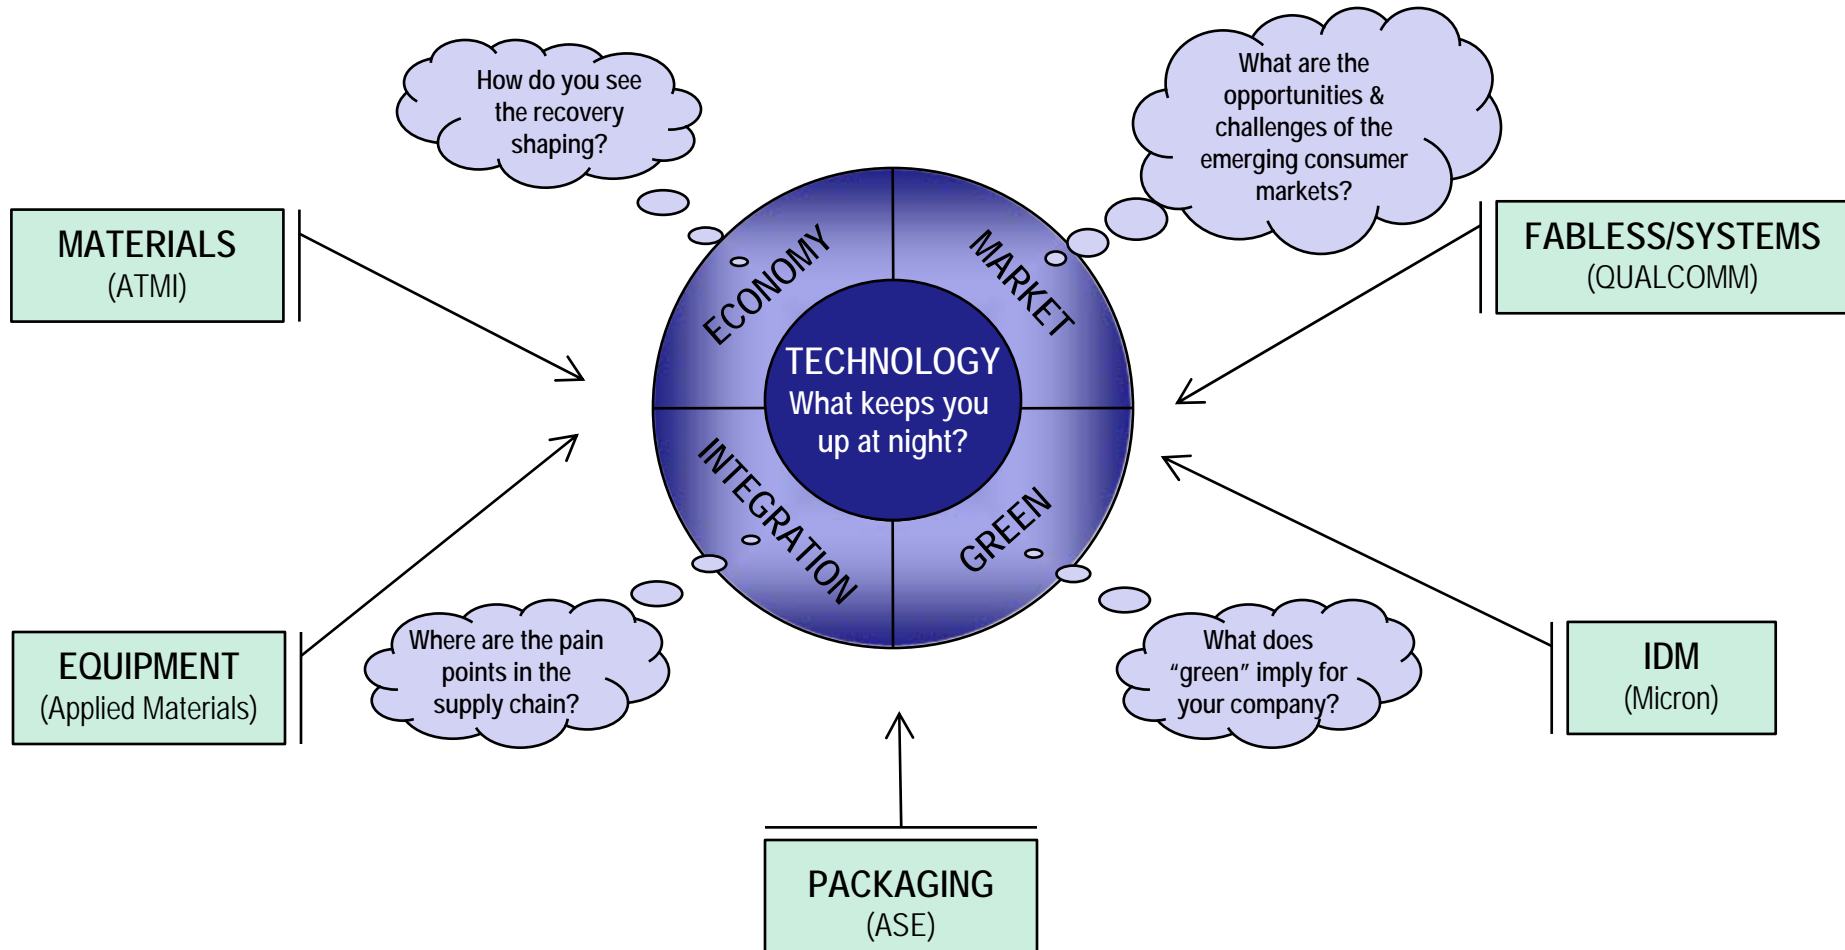 How do you see
the recovery
shaping?
What are the
opportunities &
challenges of the
emerging consumer
markets?
MATERIALS
(ATMI)
FABLESS/SYSTEMS
(QUALCOMM)
ECONOMY
MARKET
TECHNOLOGY
What keeps you
up at night?
INTEGRATION
GREEN
EQUIPMENT
(Applied Materials)
Where are the pain
points in the
supply chain?
What does
“green” imply for
your company?
IDM
(Micron)
PACKAGING
(ASE)